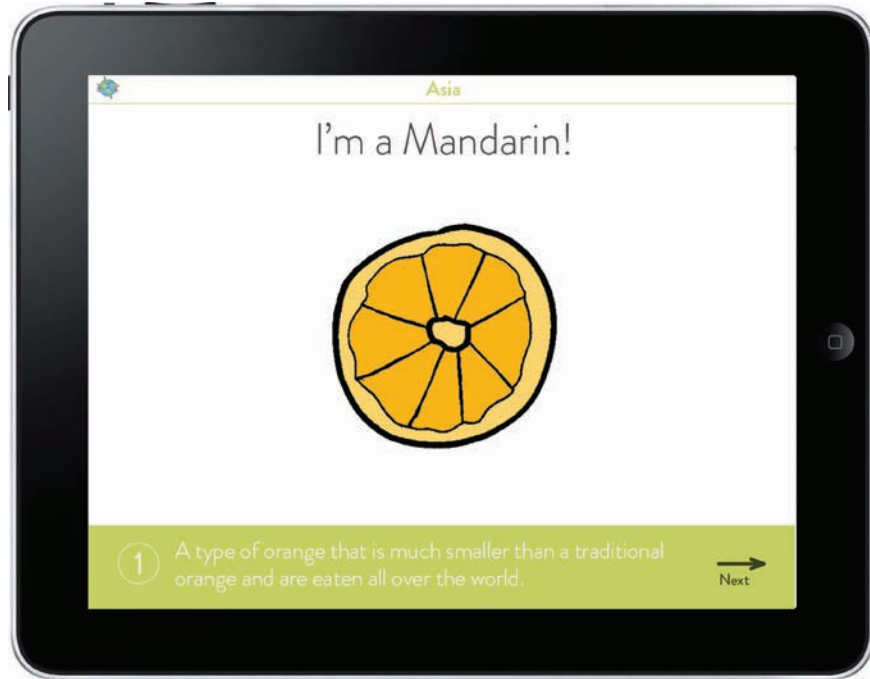 Asia
I'm a Mandarin!
1
A type of orange that is much smaller than a traditional
orange and are eaten all over the world.
Next